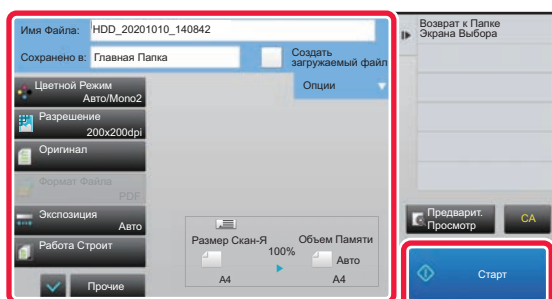 Имя Файла: HDD_20201010_140842
Сохранено в: Главная Папка
Создать
загружаемый файл
Опции
Цветной Режим
Авто/Mono2
Разрешение
200x200dpi
Оригинал
Формат Файла
PDF
Экспозиция
Авто
Работа Строит
Прочие
Размер Скан-Я
100%
Объем Памяти
Авто
A4
A4
Возврат к Папке
Экрана Выбора
Предварит.
Просмотр
CA
Старт